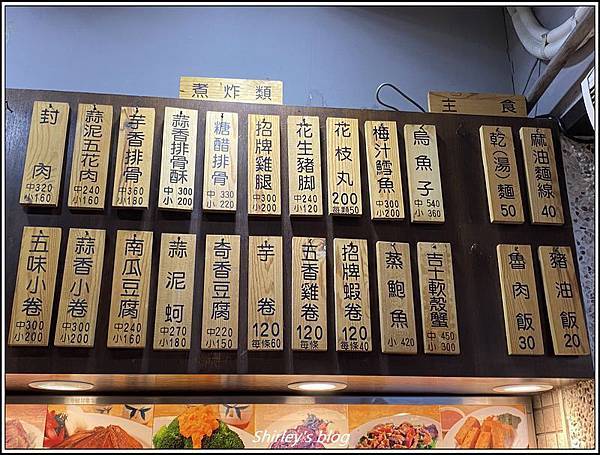 煮炸類
主食
封肉
中320
小160
蒜泥五花肉
中240
小160
芋香排骨
中360
小180
蒜香排骨酥
中300
小200
糖醋排骨
中330
小220
招牌雞腿
中300
小200
花生豬脚
中240
小120
花枝丸
200
每顆50
梅汁鱈魚
中300
小200
烏魚子
中540
小360
乾湯麵
50
麻油麵線
40
五味小卷
中300
小200
蒜香小卷
中300
小200
南瓜豆腐
中240
小160
蒜泥蚵
中270
小180
奇香豆腐
中220
小150
芋卷
120
每條60
五香雞卷
120
每條
招牌蝦卷
120
每條40
蒸鮑魚
小420
吉士軟殼蟹
中450
小300
魯肉飯
30
豬油飯
20
Shirley's blog